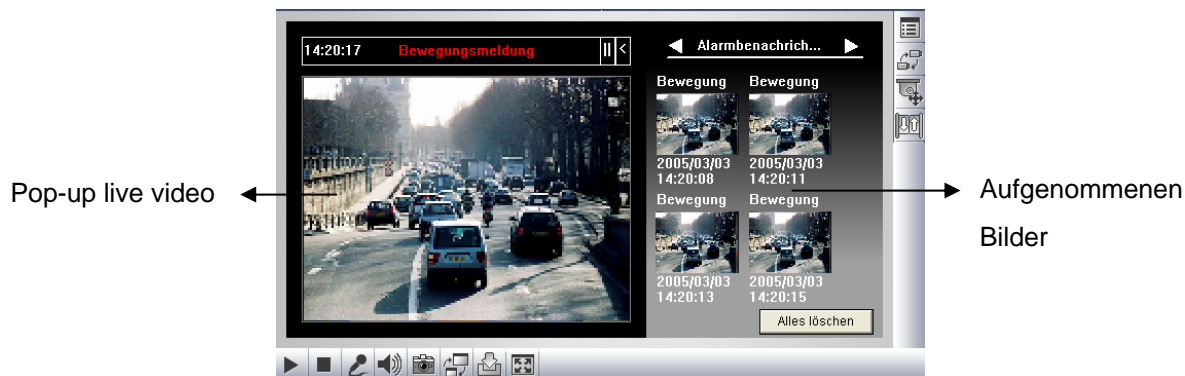 14:20:17 Bewegungsmeldung || <
Alarmbenachrich...
Bewegung Bewegung
2005/03/03 2005/03/03
14:20:08 14:20:11
Bewegung Bewegung
2005/03/03 2005/03/03
14:20:13 14:20:15
Alles löschen
Pop-up live video
Aufgenommenen
Bilder